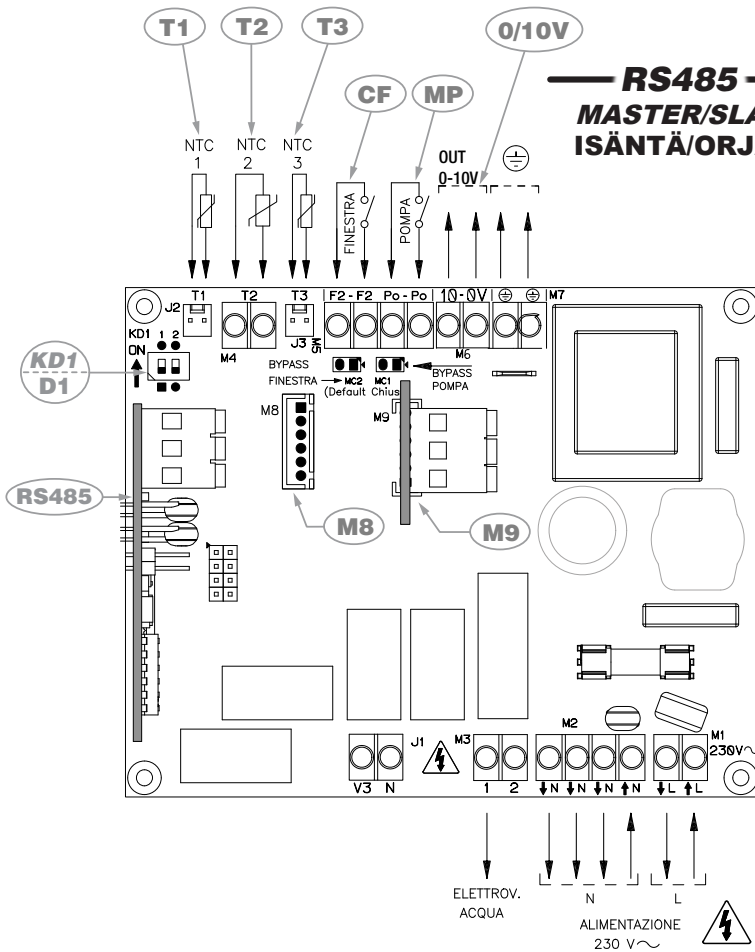 T1 T2 T3 0/10V
RS485
MASTER/SLA
ISÄNTÄ/ORJ
CF MP
NTC 1
NTC 2
NTC 3
OUT
0-10V
FINESTRA
POMPA
T1 T2 T3 F2-F2 Po-Po 10-0V M7
J2
J3
M5
M4
M6
KD1 1 2
ON
KD1
D1
BYPASS
FINESTRA
MC2
MC1
(Default Chius
BYPASS
POMPA
M8
M9
RS485
M8
M9
J1
M3
M2
M1
230V~
V3 N
1 2
N N N N
L L
ELETTROV.
ACQUA
N
L
ALIMENTAZIONE
230 V~